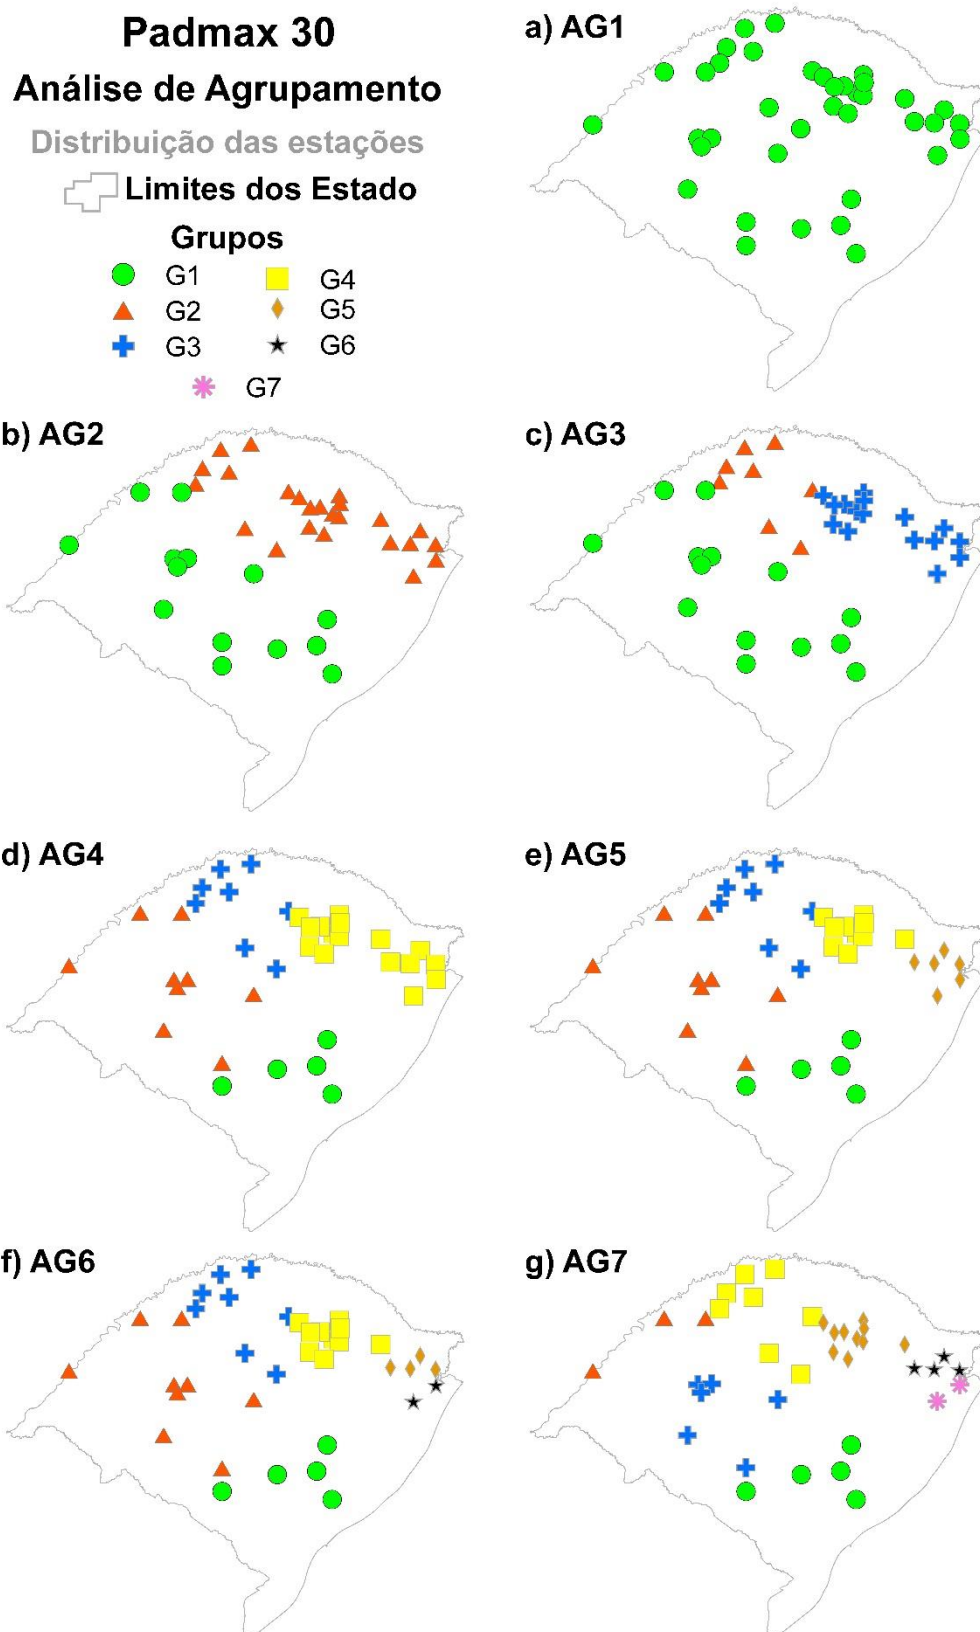 Padmax 30
Análise de Agrupamento
Distribuição das estações
Limites dos Estado
Grupos
G1
G4
G2
G5
G3
G6
G7
a) AG1
b) AG2
c) AG3
d) AG4
e) AG5
f) AG6
g) AG7